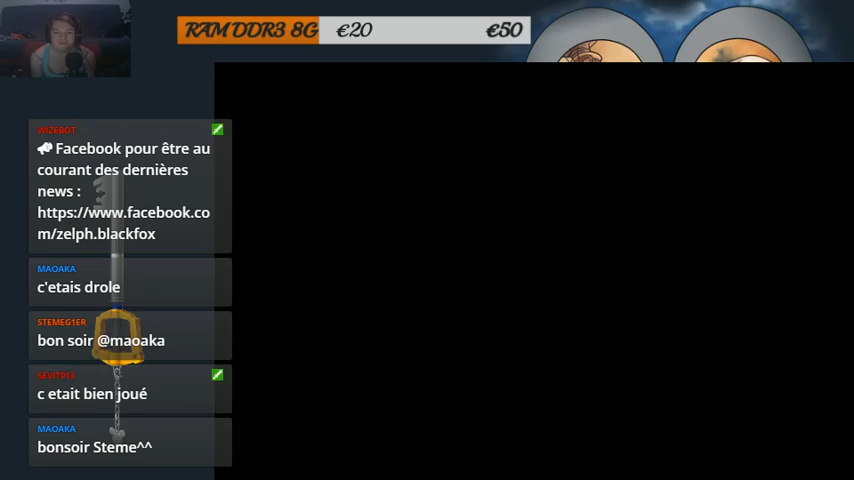 RAM DDR3 8G €20 €50
WIZEBOT
Facebook pour être au
courant des dernières
news :
https://www.facebook.co
m/zelph.blackfox
MAOAKA
c'etais drole
STEMEG1ER
bon soir @maoaka
SEVIT013
c etait bien joué
MAOAKA
bonsoir Steme^^